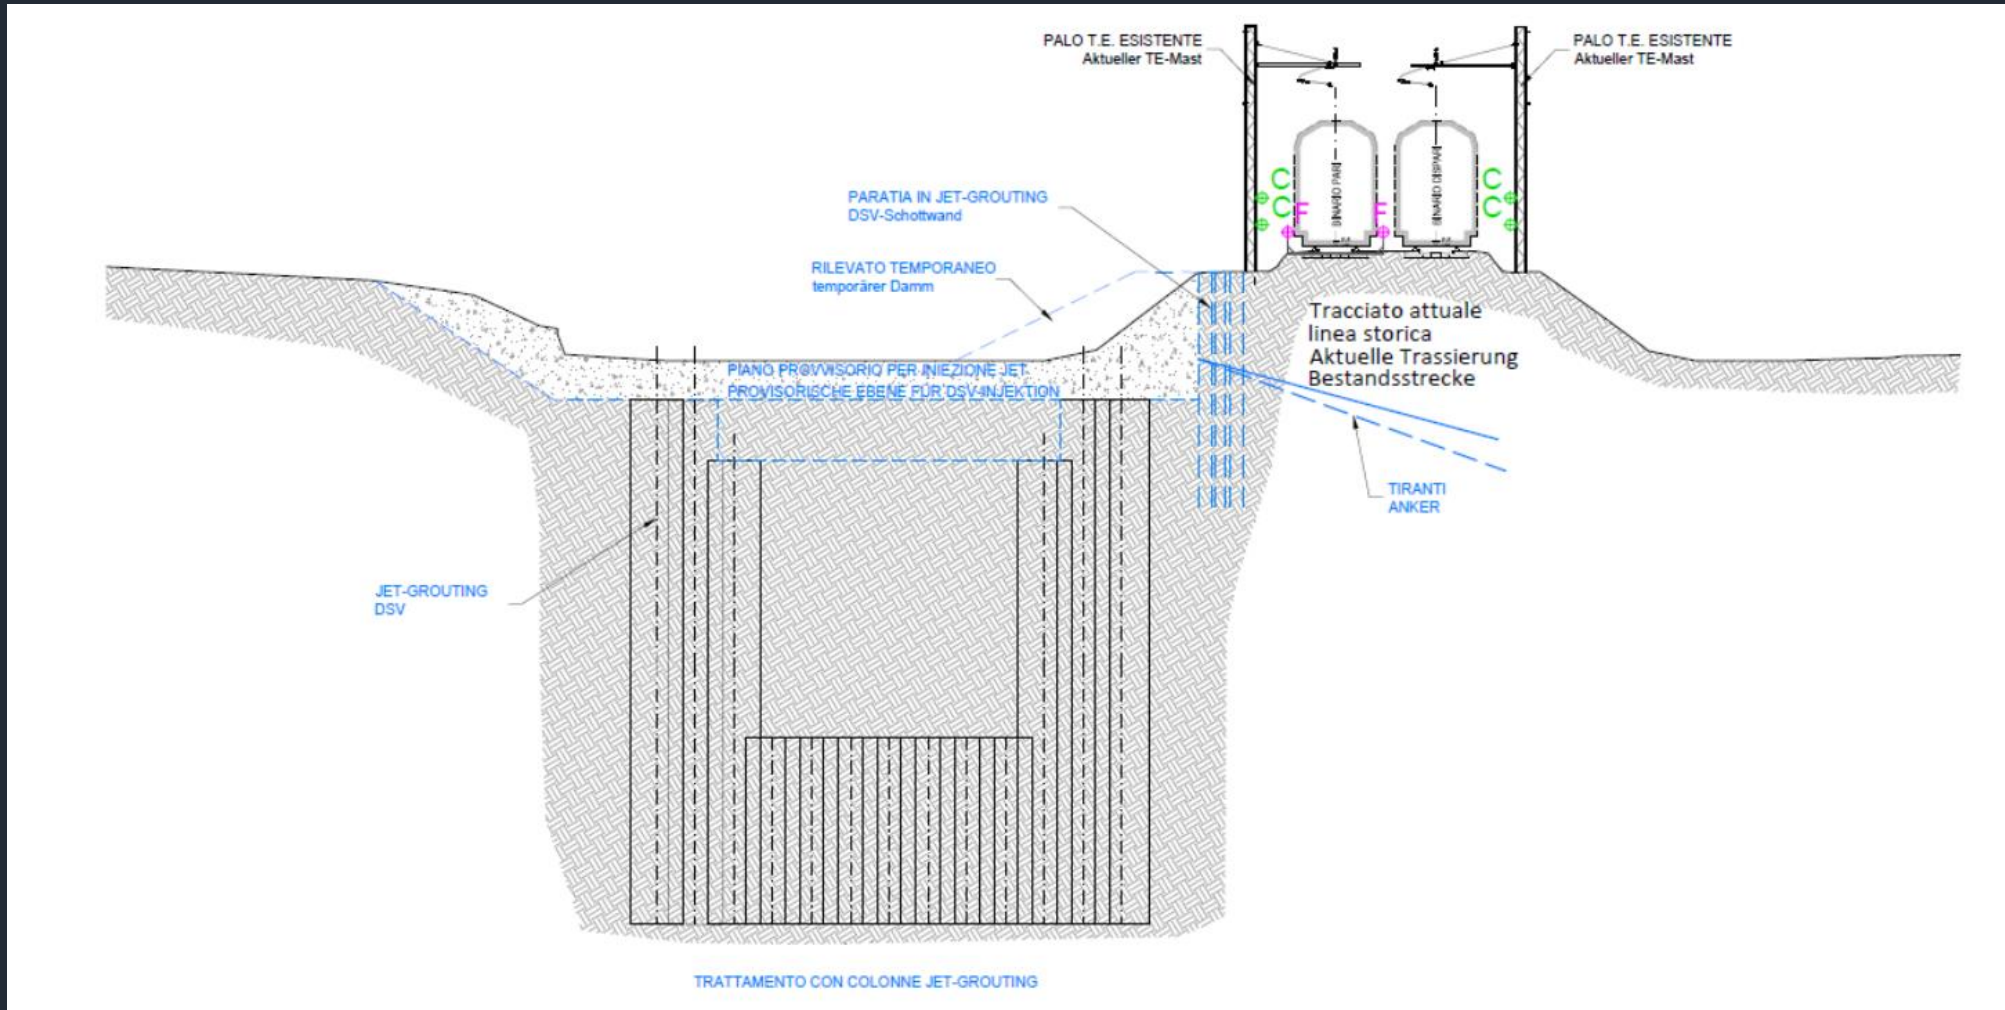 PALO T.E. ESISTENTE
Aktueller TE-Mast
PALO T.E. ESISTENTE
Aktueller TE-Mast
BINARIO PARI
BINARIO DISPARI
C
C
F
F
C
C
PARATIA IN JET-GROUTING
DSV-Schottwand
RILEVATO TEMPORANEO
temporärer Damm
Tracciato attuale
linea storica
Aktuelle Trassierung
Bestandsstrecke
PIANO PROVVISORIO PER INIEZIONE JET
PROVISORISCHE EBENE FÜR DSV-INJEKTION
TIRANTI
ANKER
JET-GROUTING
DSV
TRATTAMENTO CON COLONNE JET-GROUTING